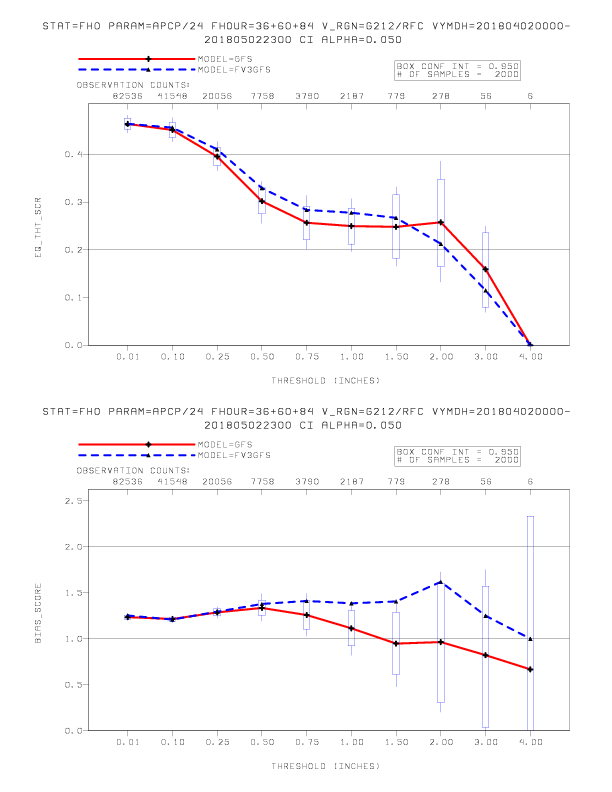 STAT=FHO PARAM=APCP/24 FHOUR=36+60+84 V_RGN=G212/RFC VYMDH=201804020000-
201805022300 CI ALPHA=0.050
MODEL=GFS
MODEL=FV3GFS
BOX CONF INT = 0.950
# OF SAMPLES = 2000
OBSERVATION COUNTS:
82536 41548 20056 7758 3790 2187 779 278 56 6
0.4
0.3
0.2
0.1
0.0
EQ_THT_SCR
0.01 0.10 0.25 0.50 0.75 1.00 1.50 2.00 3.00 4.00
THRESHOLD (INCHES)
STAT=FHO PARAM=APCP/24 FHOUR=36+60+84 V_RGN=G212/RFC VYMDH=201804020000-
201805022300 CI ALPHA=0.050
MODEL=GFS
MODEL=FV3GFS
BOX CONF INT = 0.950
# OF SAMPLES = 2000
OBSERVATION COUNTS:
82536 41548 20056 7758 3790 2187 779 278 56 6
2.5
2.0
1.5
1.0
0.5
0.0
BIAS_SCORE
0.01 0.10 0.25 0.50 0.75 1.00 1.50 2.00 3.00 4.00
THRESHOLD (INCHES)